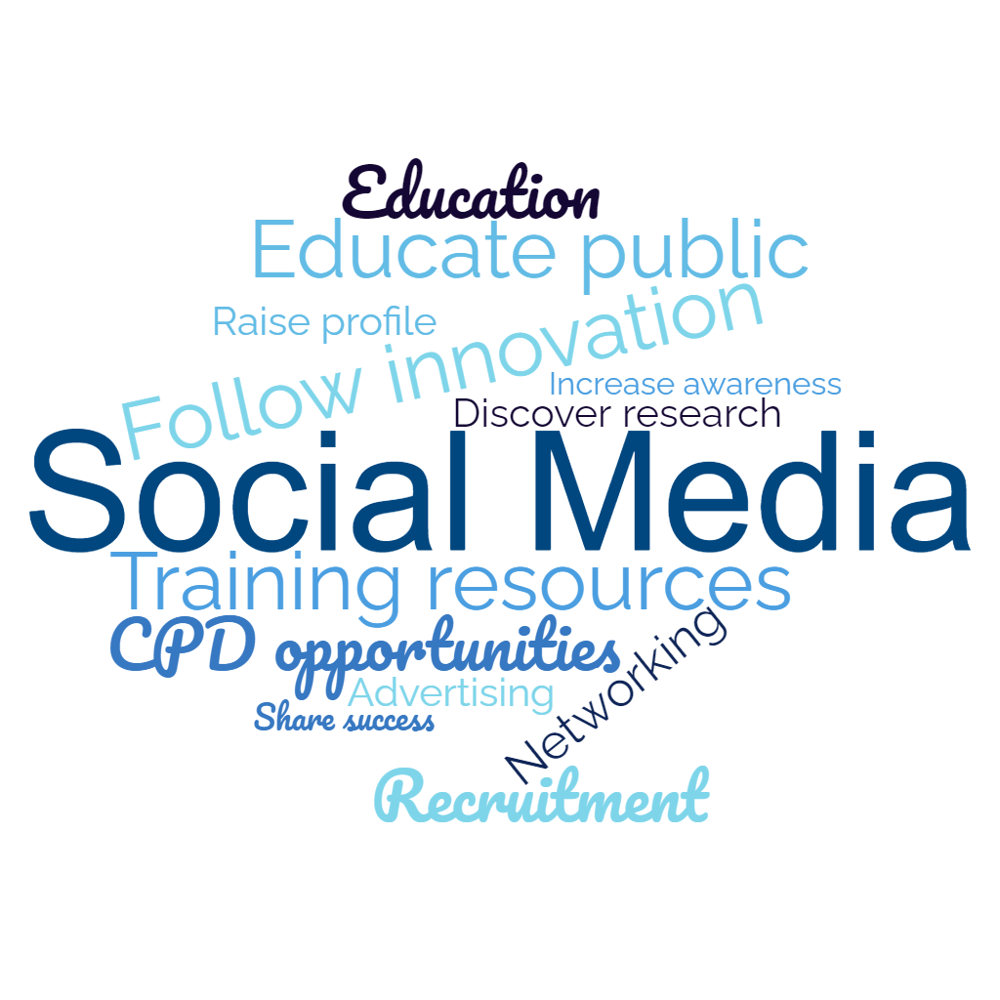 Education
Educate public
Raise profile
Follow innovation
Increase awareness
Discover research
Social Media
Training resources
CPD opportunities
Networking
Advertising
Share success
Recruitment